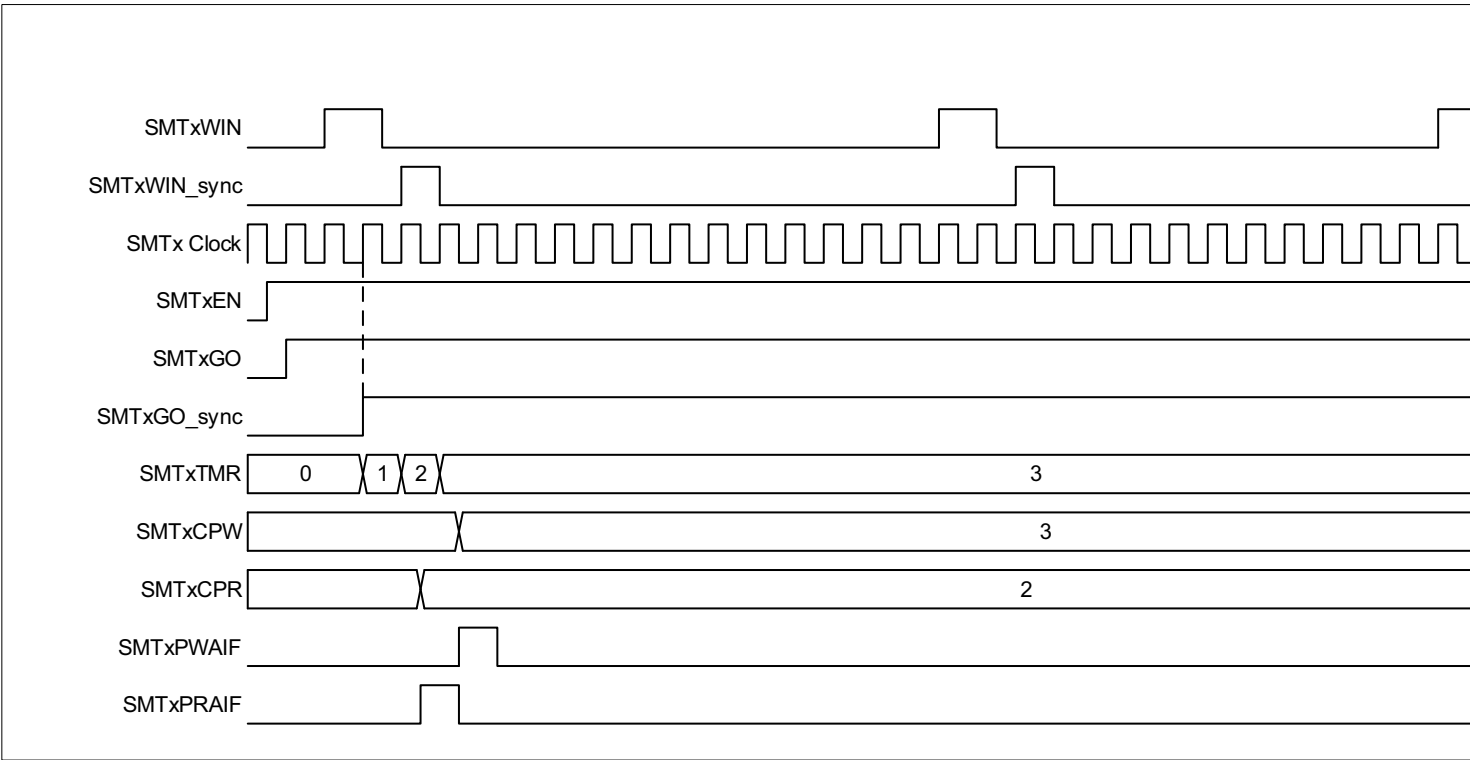 SMTxWIN
SMTxWIN_sync
SMTx Clock
SMTxEN
SMTxGO
SMTxGO_sync
SMTxTMR 0 1 2 3
SMTxCPW 3
SMTxCPR 2
SMTxPWAIF
SMTxPRAIF